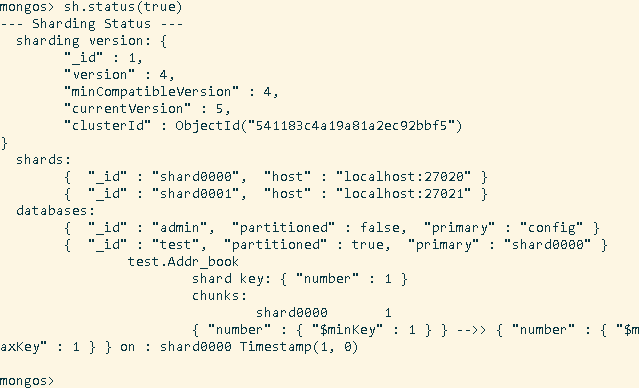 mongos> sh.status(true)
--- Sharding Status ---
  sharding version: {
        "_id" : 1,
        "version" : 4,
        "minCompatibleVersion" : 4,
        "currentVersion" : 5,
        "clusterId" : ObjectId("541183c4a19a81a2ec92bbf5")
}
  shards:
        {  "_id" : "shard0000",  "host" : "localhost:27020" }
        {  "_id" : "shard0001",  "host" : "localhost:27021" }
  databases:
        {  "_id" : "admin",  "partitioned" : false,  "primary" : "config" }
        {  "_id" : "test",  "partitioned" : true,  "primary" : "shard0000" }
                test.Addr_book
                        shard key: { "number" : 1 }
                        chunks:
                                shard0000       1
                        { "number" : { "$minKey" : 1 } } -->> { "number" : { "$m
axKey" : 1 } } on : shard0000 Timestamp(1, 0)
mongos>